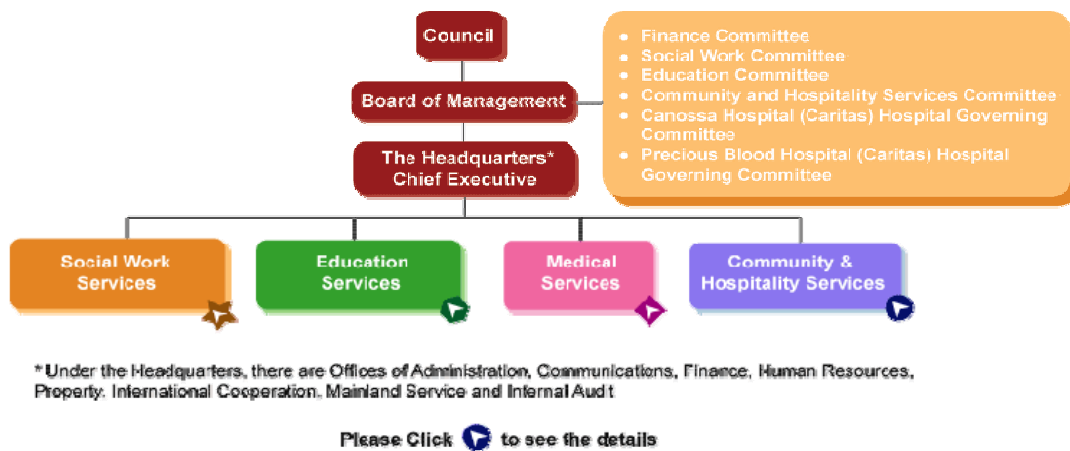 Council
Board of Management
The Headquarters*
Chief Executive
• Finance Committee
• Social Work Committee
• Education Committee
• Community and Hospitality Services Committee
• Canossa Hospital (Caritas) Hospital Governing
Committee
• Precious Blood Hospital (Caritas) Hospital
Governing Committee
Social Work
Services
Education
Services
Medical
Services
Community &
Hospitality Services
* Under the Headquarters, there are Offices of Administration, Communications, Finance, Human Resources,
Property, International Cooperation, Mainland Service and Internal Audit
Please Click to see the details